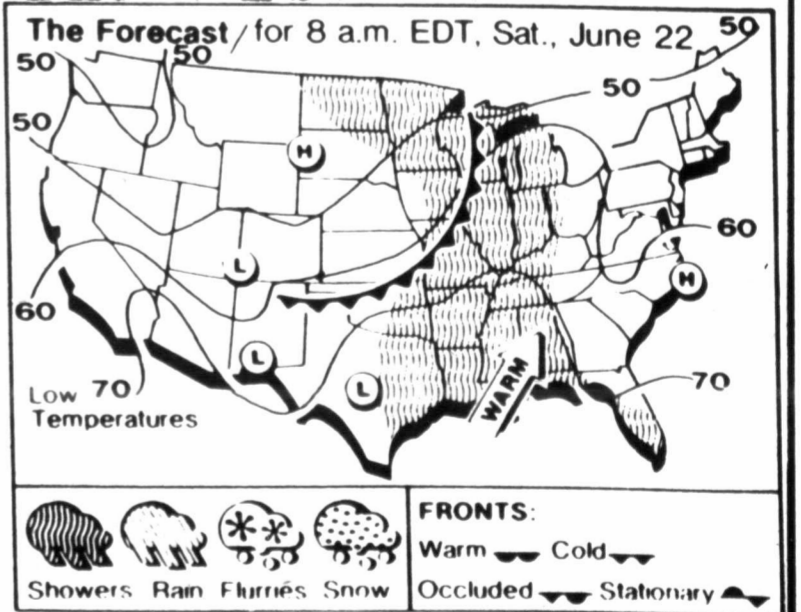 The Forecast / for 8 a.m. EDT, Sat., June 22
50
50
50
50
50
H
60
L
H
60
L
L
WARM
70
70
Low
Temperatures
Showers Rain Flurriés Snow
FRONTS:
Warm Cold
Occluded Stationary